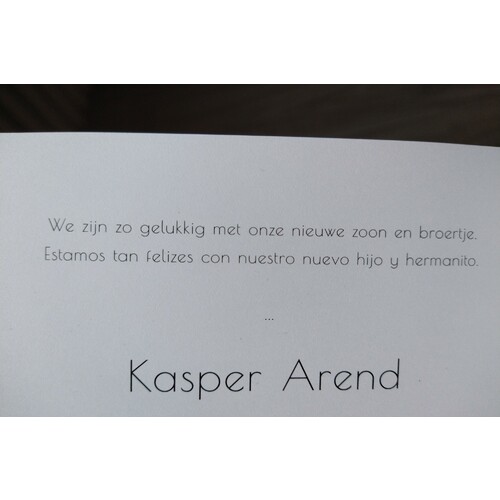 We zijn zo gelukkig met onze nieuwe zoon en broertje.
Estamos tan felizes con nuestro nuevo hijo y hermanito.
...
Kasper Arend